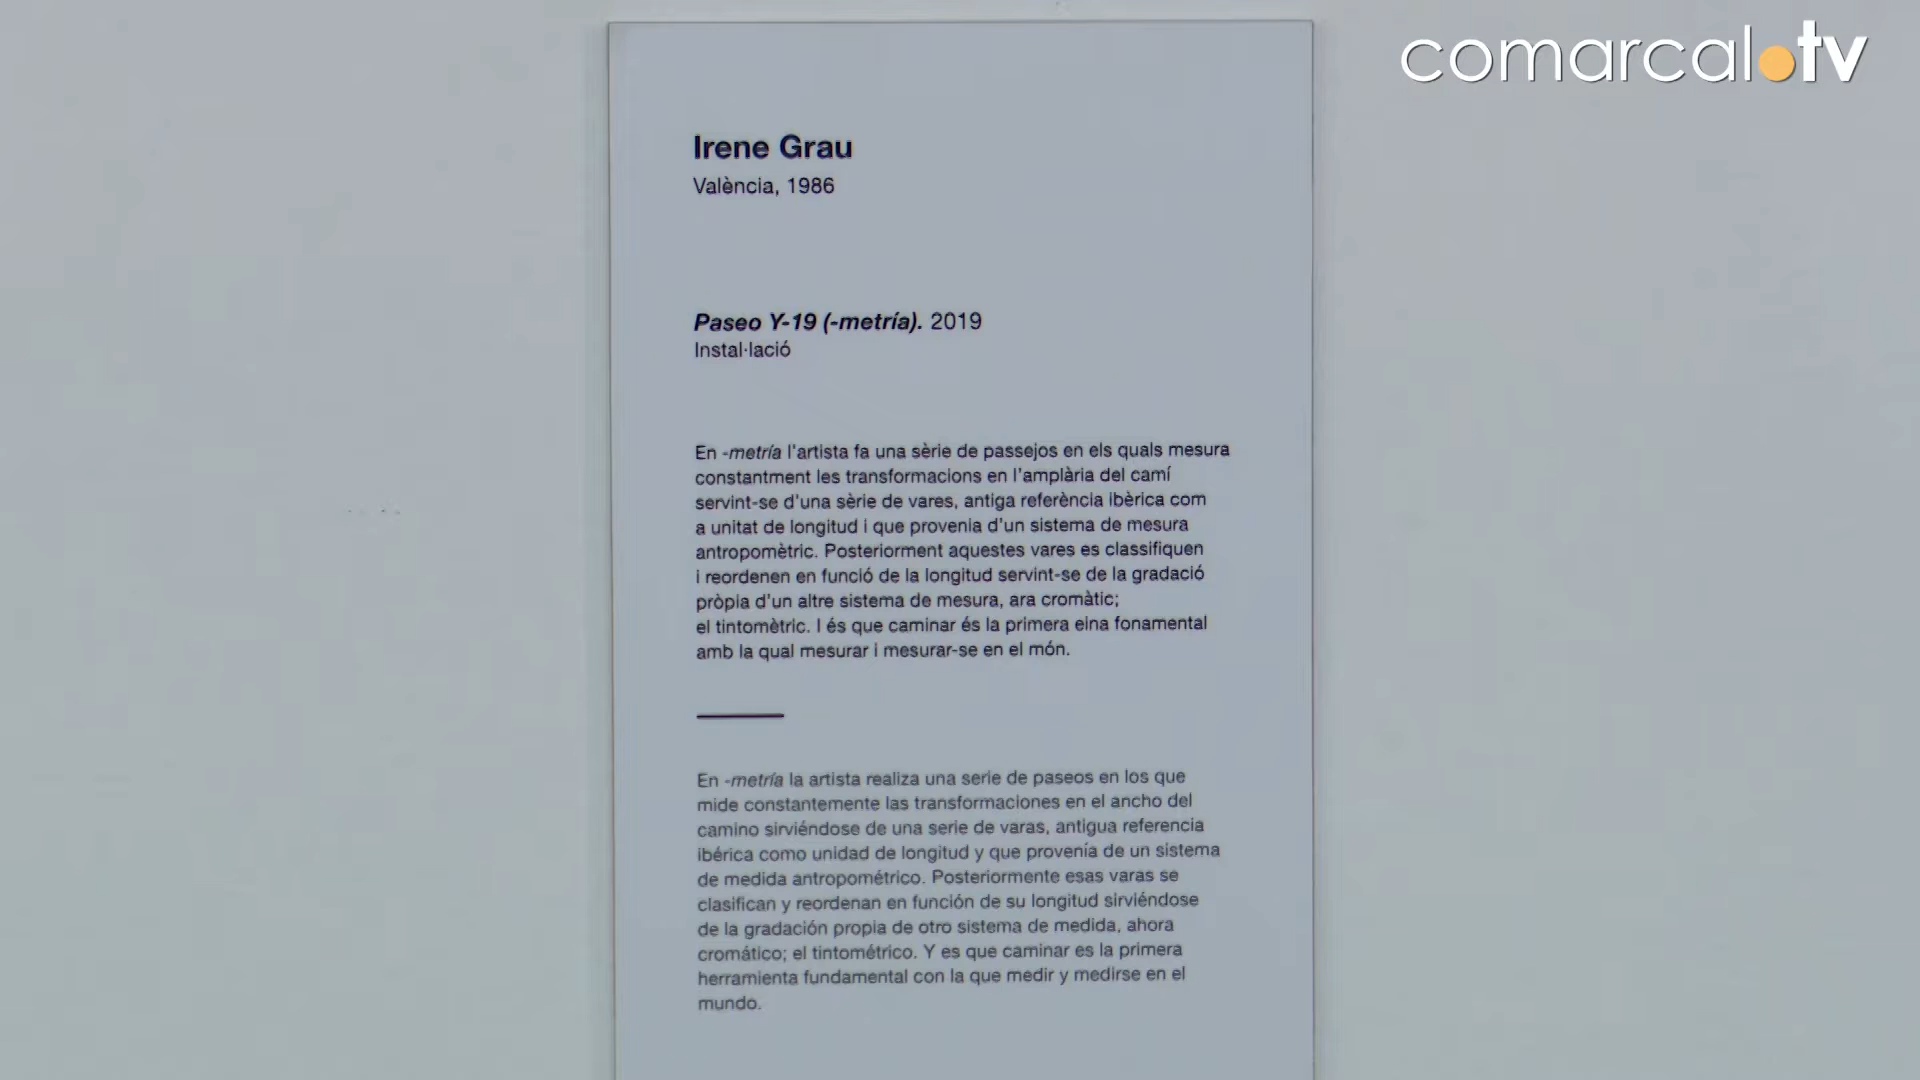 comarcal.tv
Irene Grau
València, 1986
Paseo Y-19 (-metría). 2019
Instal·lació
En -metría l'artista fa una sèrie de passejos en els quals mesura
constantment les transformacions en l'amplària del camí
servint-se d'una sèrie de vares, antiga referència ibèrica com
a unitat de longitud i que provenia d'un sistema de mesura
antropomètric. Posteriorment aquestes vares es classifiquen
i reordenen en funció de la longitud servint-se de la gradació
pròpia d'un altre sistema de mesura, ara cromàtic;
el tintomètric. I és que caminar és la primera eina fonamental
amb la qual mesurar i mesurar-se en el món.
En -metría la artista realiza una serie de paseos en los que
mide constantemente las transformaciones en el ancho del
camino sirviéndose de una serie de varas, antigua referencia
ibérica como unidad de longitud y que provenía de un sistema
de medida antropométrico. Posteriormente esas varas se
clasifican y reordenan en función de su longitud sirviéndose
de la gradación propia de otro sistema de medida, ahora
cromático; el tintométrico. Y es que caminar es la primera
herramienta fundamental con la que medir y medirse en el
mundo.